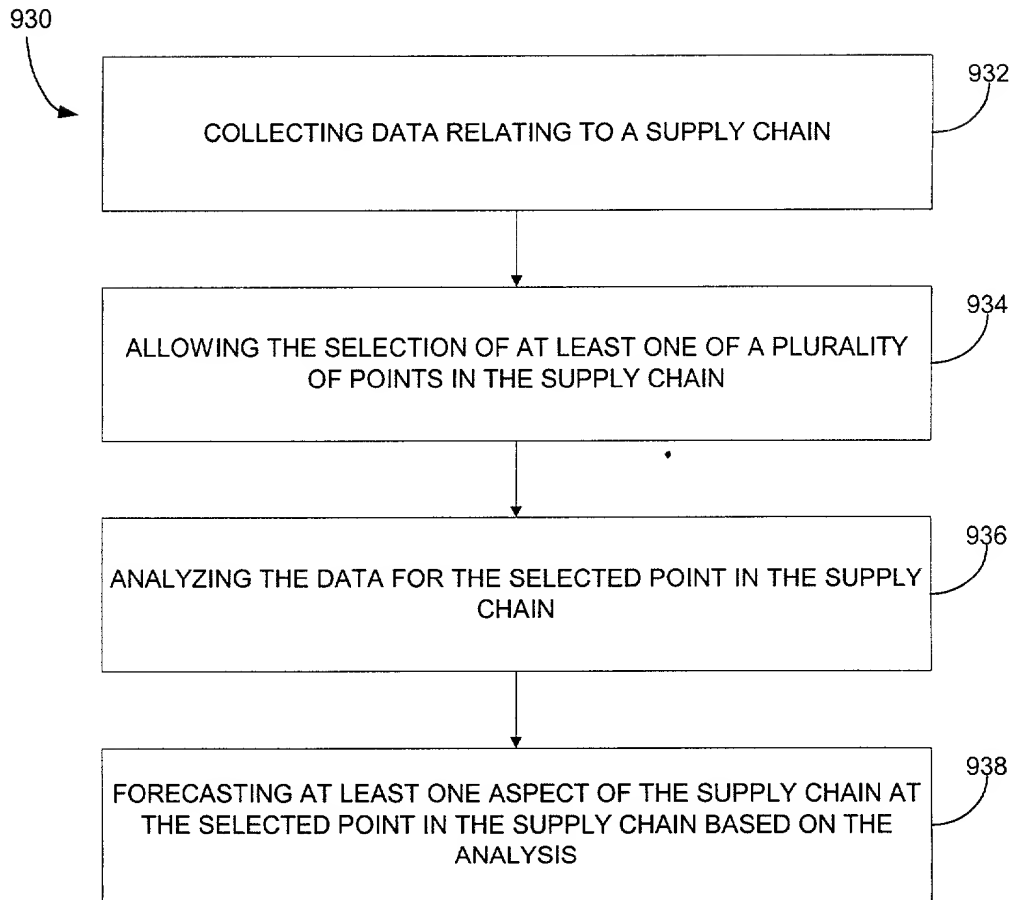 930
932
COLLECTING DATA RELATING TO A SUPPLY CHAIN
934
ALLOWING THE SELECTION OF AT LEAST ONE OF A PLURALITY
OF POINTS IN THE SUPPLY CHAIN
936
ANALYZING THE DATA FOR THE SELECTED POINT IN THE SUPPLY
CHAIN
938
FORECASTING AT LEAST ONE ASPECT OF THE SUPPLY CHAIN AT
THE SELECTED POINT IN THE SUPPLY CHAIN BASED ON THE
ANALYSIS